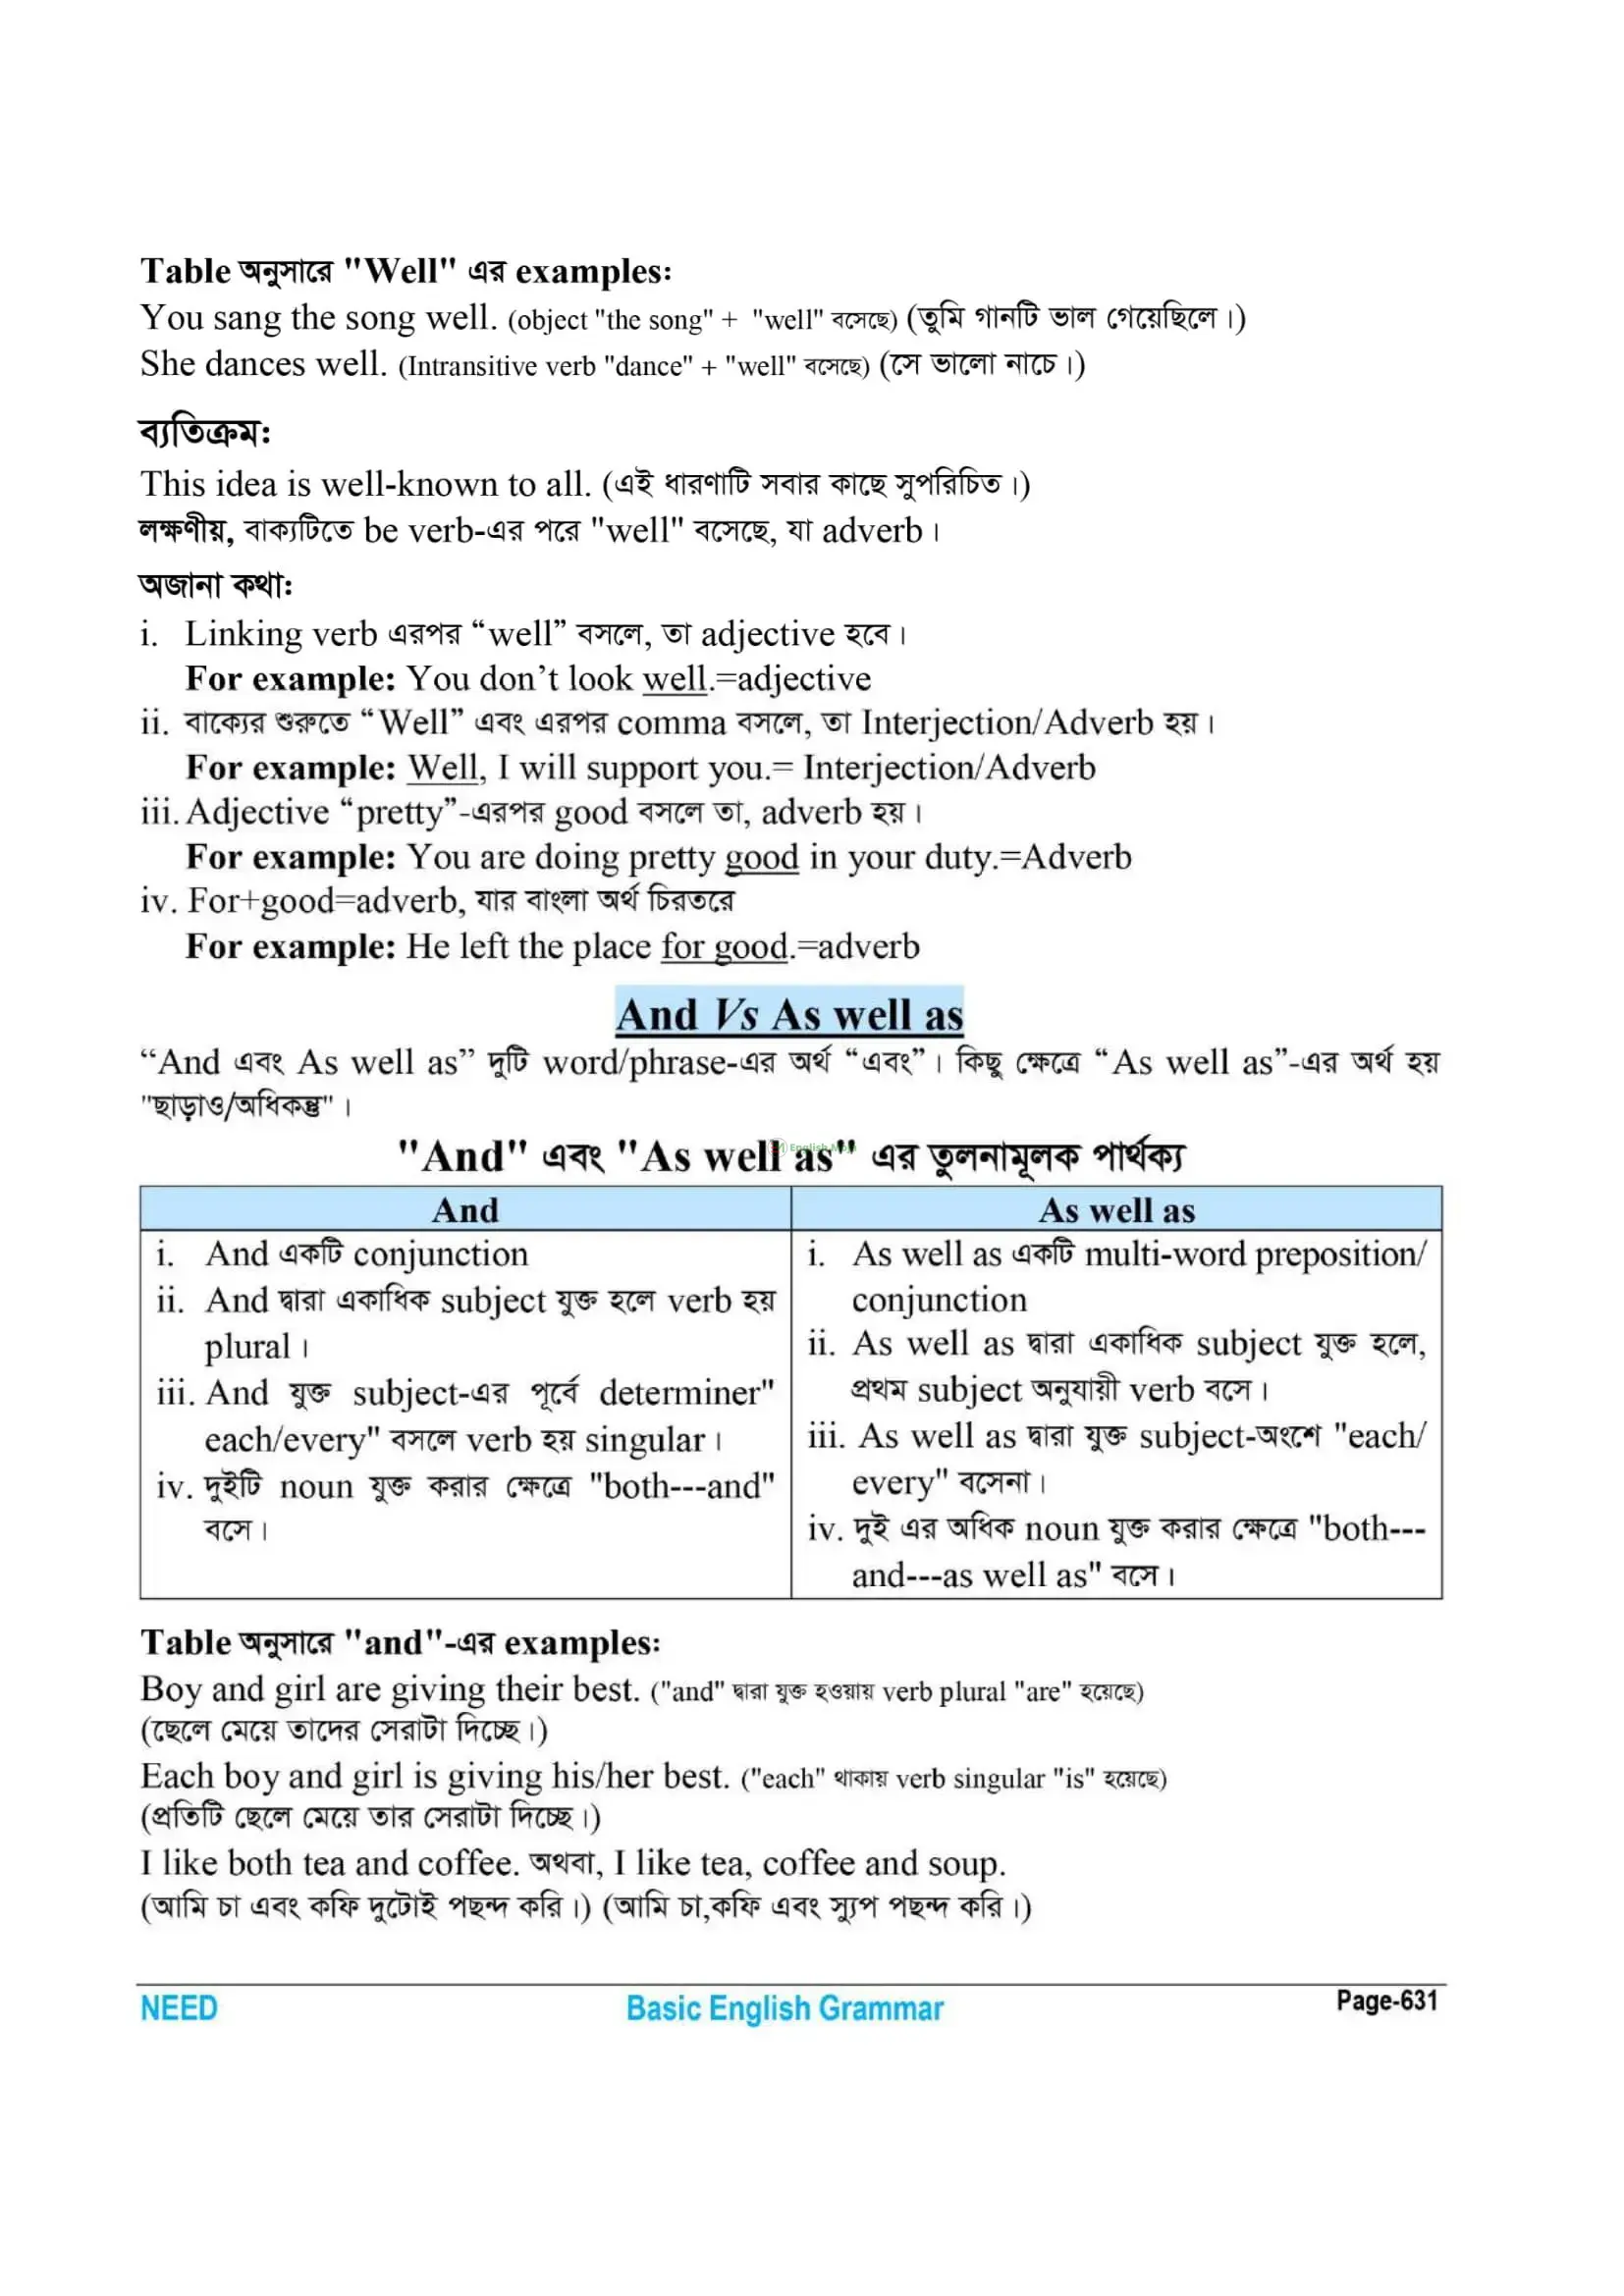 Table অনুসারে "Well" এর examples:
You sang the song well. (object "the song" + "well" বসেছে) (তুমি গানটি ভাল গেয়েছিলে।)
She dances well. (Intransitive verb "dance" + "well" বসেছে) (সে ভালো নাচে।)
ব্যতিক্রম:
This idea is well-known to all. (এই ধারণাটি সবার কাছে সুপরিচিত।)
লক্ষণীয়, বাক্যটিতে be verb-এর পরে "well" বসেছে, যা adverb।
অজানা কথা:
i. Linking verb এরপর “well” বসলে, তা adjective হবে।
For example: You don’t look well.=adjective
ii. বাক্যের শুরুতে “Well” এবং এরপর comma বসলে, তা Interjection/Adverb হয়।
For example: Well, I will support you.= Interjection/Adverb
iii. Adjective “pretty”-এরপর good বসলে তা, adverb হয়।
For example: You are doing pretty good in your duty.=Adverb
iv. For+good=adverb, যার বাংলা অর্থ চিরতরে
For example: He left the place for good.=adverb
And Vs As well as
“And এবং As well as” দুটি word/phrase-এর অর্থ “এবং”। কিছু ক্ষেত্রে “As well as”-এর অর্থ হয়
"ছাড়াও/অধিকন্তু"।
"And" এবং "As well as" এর তুলনামূলক পার্থক্য
English Moja
And
i. And একটি conjunction
ii. And দ্বারা একাধিক subject যুক্ত হলে verb হয়
plural।
iii. And যুক্ত subject-এর পূর্বে determiner"
each/every" বসলে verb হয় singular।
iv. দুইটি noun যুক্ত করার ক্ষেত্রে "both---and"
বসে।
As well as
i. As well as একটি multi-word preposition/
conjunction
ii. As well as দ্বারা একাধিক subject যুক্ত হলে,
প্রথম subject অনুযায়ী verb বসে।
iii. As well as দ্বারা যুক্ত subject-অংশে "each/
every" বসেনা।
iv. দুই এর অধিক noun যুক্ত করার ক্ষেত্রে "both---
and---as well as" বসে।
Table অনুসারে "and"-এর examples:
Boy and girl are giving their best. ("and" দ্বারা যুক্ত হওয়ায় verb plural "are" হয়েছে)
(ছেলে মেয়ে তাদের সেরাটা দিচ্ছে।)
Each boy and girl is giving his/her best. ("each" থাকায় verb singular "is" হয়েছে)
(প্রতিটি ছেলে মেয়ে তার সেরাটা দিচ্ছে।)
I like both tea and coffee. অথবা, I like tea, coffee and soup.
(আমি চা এবং কফি দুটোই পছন্দ করি।) (আমি চা,কফি এবং স্যুপ পছন্দ করি।)
NEED Basic English Grammar Page-631